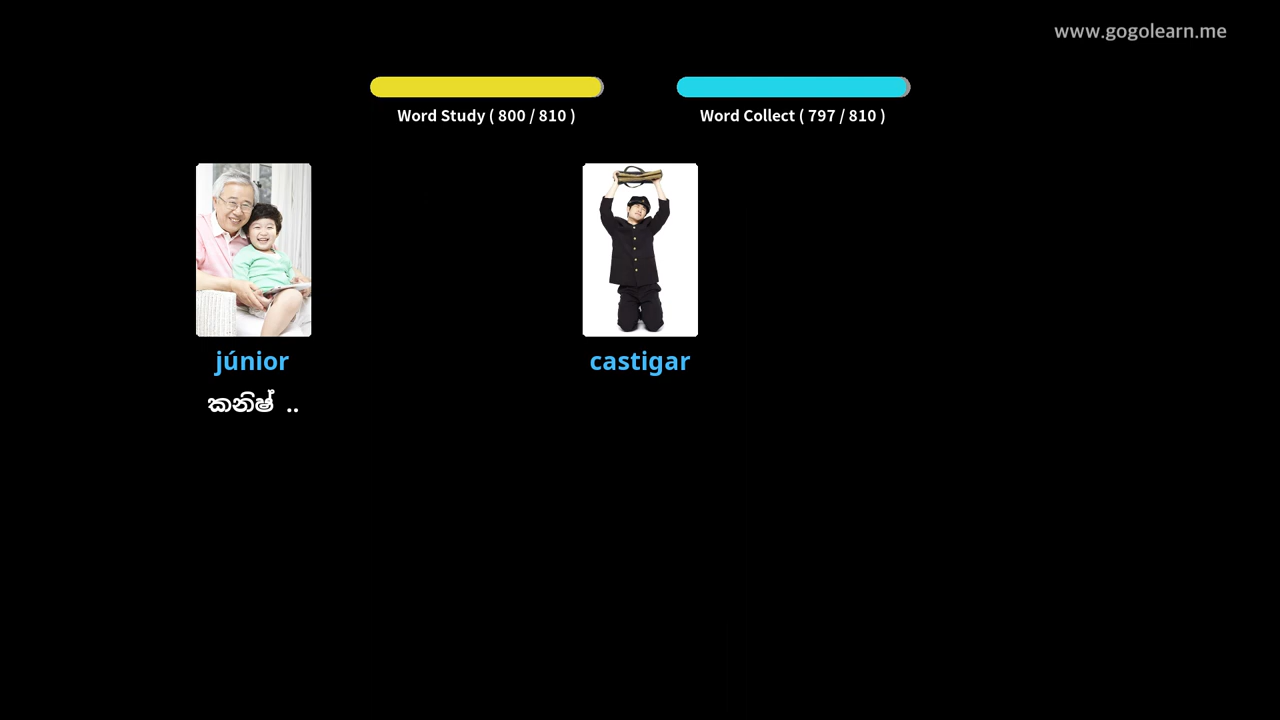 www.gogolearn.me
Word Study ( 800 / 810 )
Word Collect ( 797 / 810 )
júnior
castigar
කනිෂ් ..